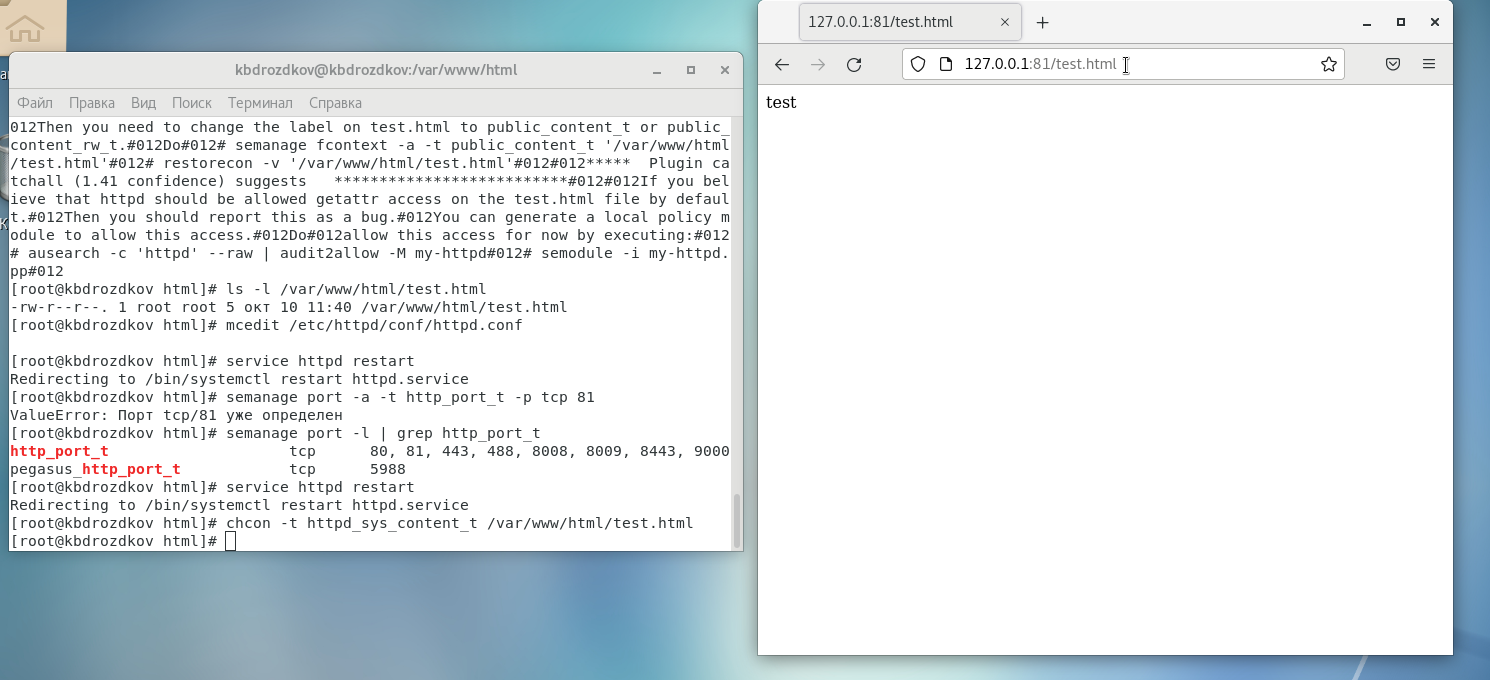 kbdrozdkov@kbdrozdkov:/var/www/html
Файл Правка Вид Поиск Терминал Справка
012Then you need to change the label on test.html to public_content_t or public_
content_rw_t.#012Do#012# semanage fcontext -a -t public_content_t '/var/www/html
/test.html'#012# restorecon -v '/var/www/html/test.html'#012#012*****  Plugin ca
tchall (1.41 confidence) suggests   **************************#012#012If you bel
ieve that httpd should be allowed getattr access on the test.html file by defaul
t.#012Then you should report this as a bug.#012You can generate a local policy m
odule to allow this access.#012Do#012allow this access for now by executing:#012
# ausearch -c 'httpd' --raw | audit2allow -M my-httpd#012# semodule -i my-httpd.
pp#012
[root@kbdrozdkov html]# ls -l /var/www/html/test.html
-rw-r--r--. 1 root root 5 окт 10 11:40 /var/www/html/test.html
[root@kbdrozdkov html]# mcedit /etc/httpd/conf/httpd.conf
[root@kbdrozdkov html]# service httpd restart
Redirecting to /bin/systemctl restart httpd.service
[root@kbdrozdkov html]# semanage port -a -t http_port_t -p tcp 81
ValueError: Порт tcp/81 уже определен
[root@kbdrozdkov html]# semanage port -l | grep http_port_t
http_port_t                    tcp      80, 81, 443, 488, 8008, 8009, 8443, 9000
pegasus_http_port_t            tcp      5988
[root@kbdrozdkov html]# service httpd restart
Redirecting to /bin/systemctl restart httpd.service
[root@kbdrozdkov html]# chcon -t httpd_sys_content_t /var/www/html/test.html
[root@kbdrozdkov html]#
127.0.0.1:81/test.html
127.0.0.1:81/test.html
test